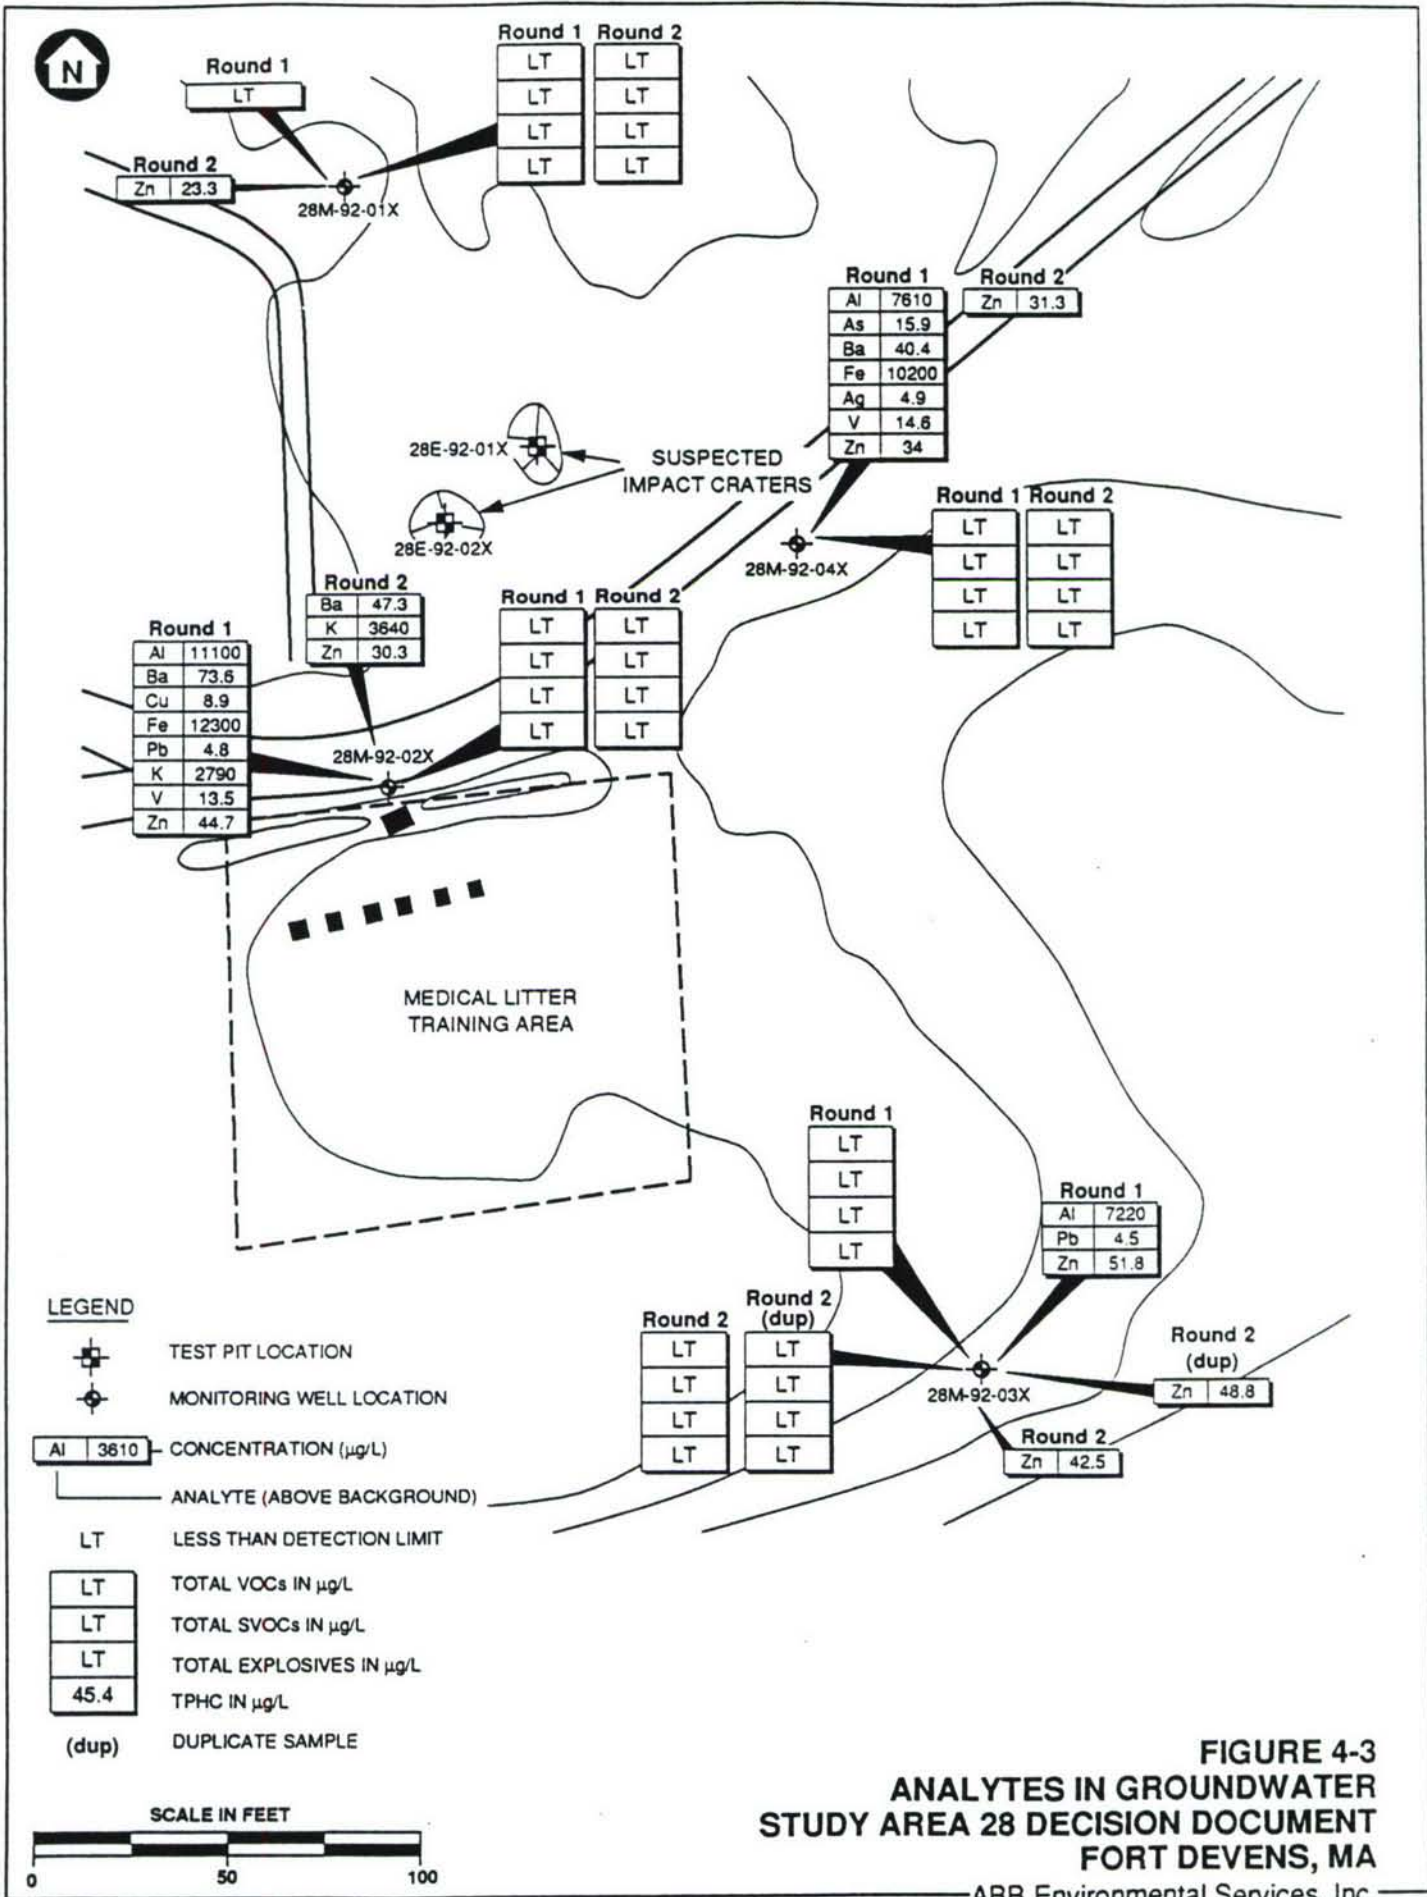 N
Round 1
LT
Round 1 Round 2
LT LT
LT LT
LT LT
LT LT
Round 2
Zn 23.3
28M-92-01X
Round 1
Al 7610
As 15.9
Ba 40.4
Fe 10200
Ag 4.9
V 14.6
Zn 34
Round 2
Zn 31.3
28E-92-01X
SUSPECTED
IMPACT CRATERS
28E-92-02X
28M-92-04X
Round 1 Round 2
LT LT
LT LT
LT LT
LT LT
Round 2
Ba 47.3
K 3640
Zn 30.3
Round 1 Round 2
LT LT
LT LT
LT LT
LT LT
Round 1
Al 11100
Ba 73.6
Cu 8.9
Fe 12300
Pb 4.8
K 2790
V 13.5
Zn 44.7
28M-92-02X
MEDICAL LITTER
TRAINING AREA
Round 1
LT
LT
LT
LT
Round 1
Al 7220
Pb 4.5
Zn 51.8
Round 2
LT
LT
LT
LT
Round 2
(dup)
LT
LT
LT
LT
28M-92-03X
Round 2
(dup)
Zn 48.8
Round 2
Zn 42.5
LEGEND
TEST PIT LOCATION
MONITORING WELL LOCATION
Al 3610 CONCENTRATION (µg/L)
ANALYTE (ABOVE BACKGROUND)
LT LESS THAN DETECTION LIMIT
LT TOTAL VOCs IN µg/L
LT TOTAL SVOCs IN µg/L
LT TOTAL EXPLOSIVES IN µg/L
45.4 TPHC IN µg/L
(dup) DUPLICATE SAMPLE
SCALE IN FEET
0 50 100
FIGURE 4-3
ANALYTES IN GROUNDWATER
STUDY AREA 28 DECISION DOCUMENT
FORT DEVENS, MA
ABB Environmental Services, Inc.